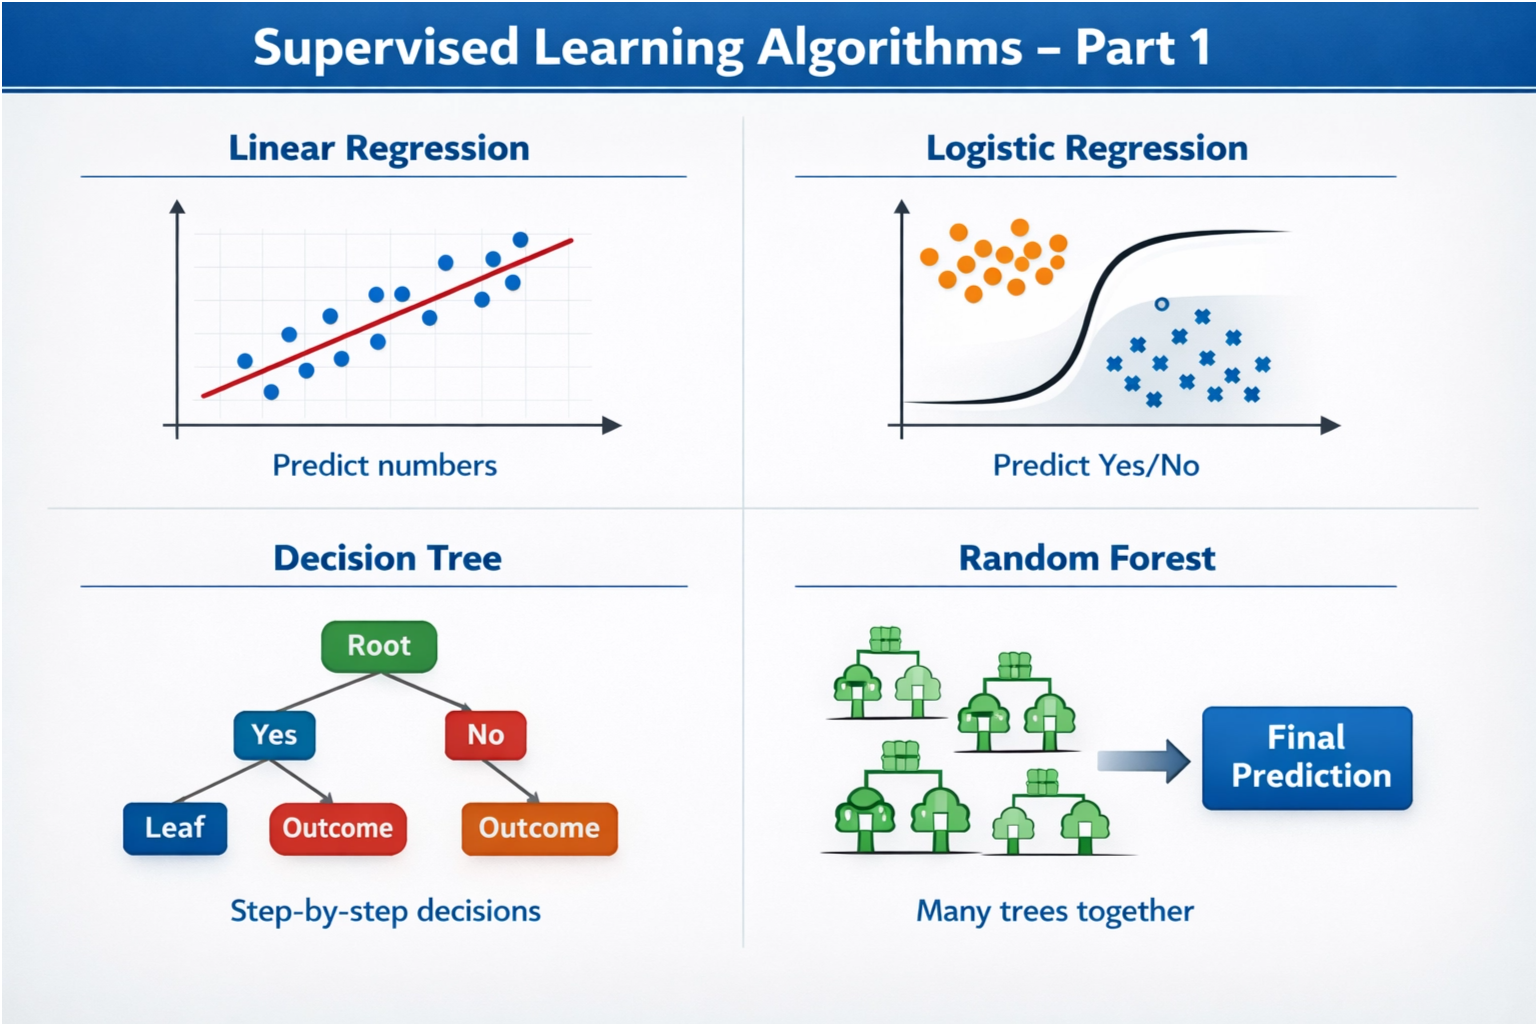 Supervised Learning Algorithms – Part 1
Linear Regression
Predict numbers
Logistic Regression
Predict Yes/No
Decision Tree
Root
Yes
No
Leaf
Outcome
Outcome
Step-by-step decisions
Random Forest
Final
Prediction
Many trees together